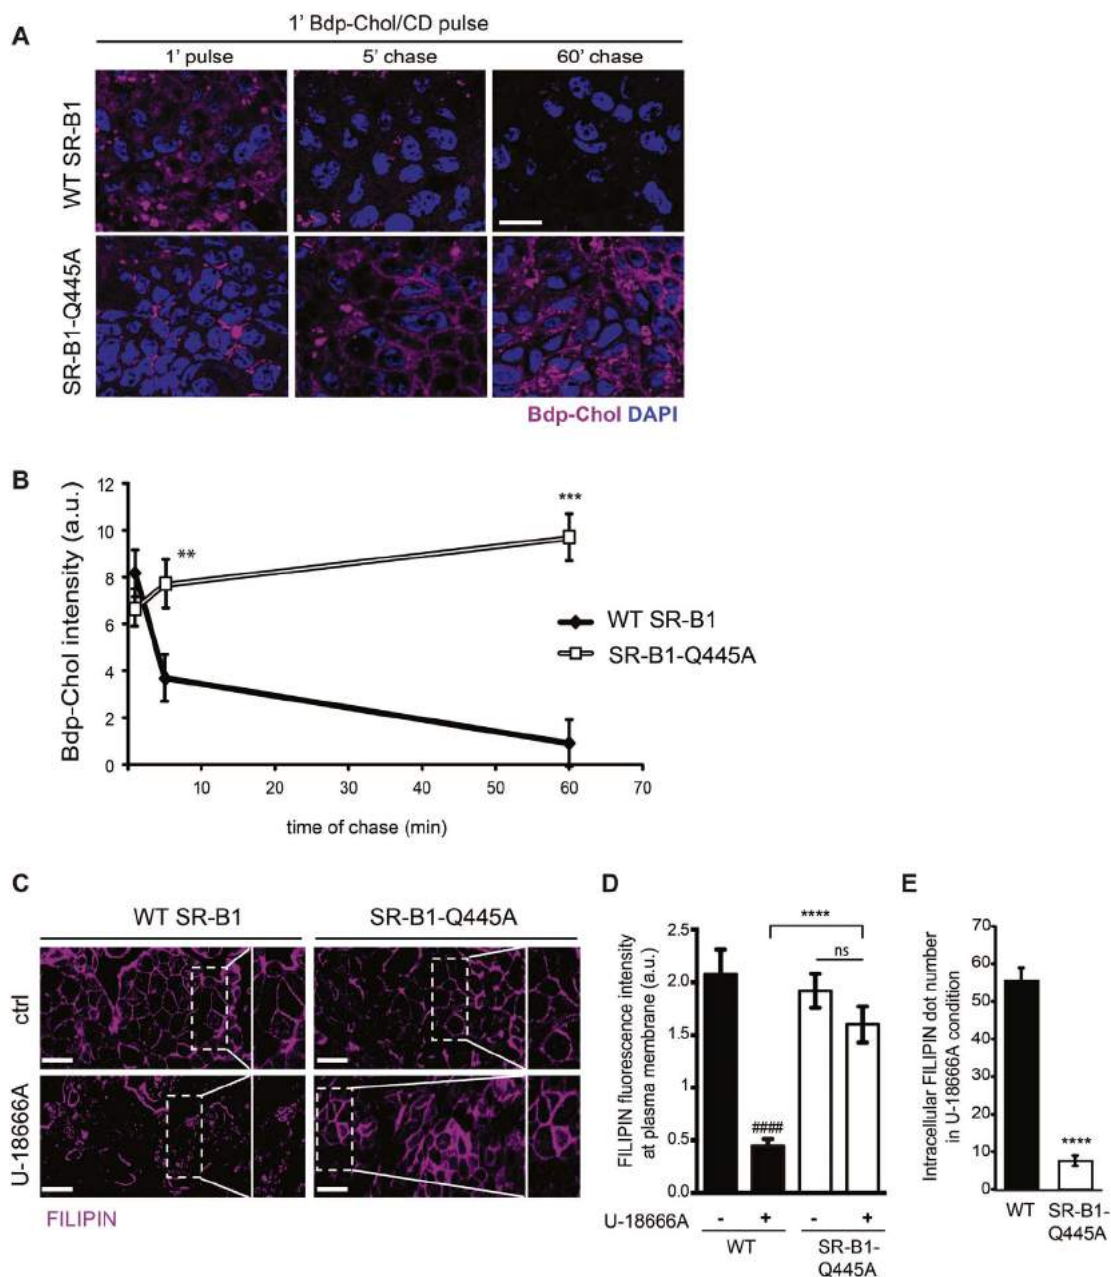 A
1' Bdp-Chol/CD pulse
1' pulse
5' chase
60' chase
WT SR-B1
SR-B1-Q445A
Bdp-Chol DAPI
B
Bdp-Chol intensity (a.u.)
12
10
8
6
4
2
0
**
***
WT SR-B1
SR-B1-Q445A
10 20 30 40 50 60 70
time of chase (min)
C
WT SR-B1
SR-B1-Q445A
ctrl
U-18666A
FILIPIN
D
FILIPIN fluorescence intensity
at plasma membrane (a.u.)
2.5
2.0
1.5
1
0.5
0.0
****
ns
####
U-18666A - + - +
WT
SR-B1-
Q445A
E
Intracellular FILIPIN dot number
in U-18666A condition
70
60
50
40
30
20
10
0
****
WT
SR-B1-
Q445A